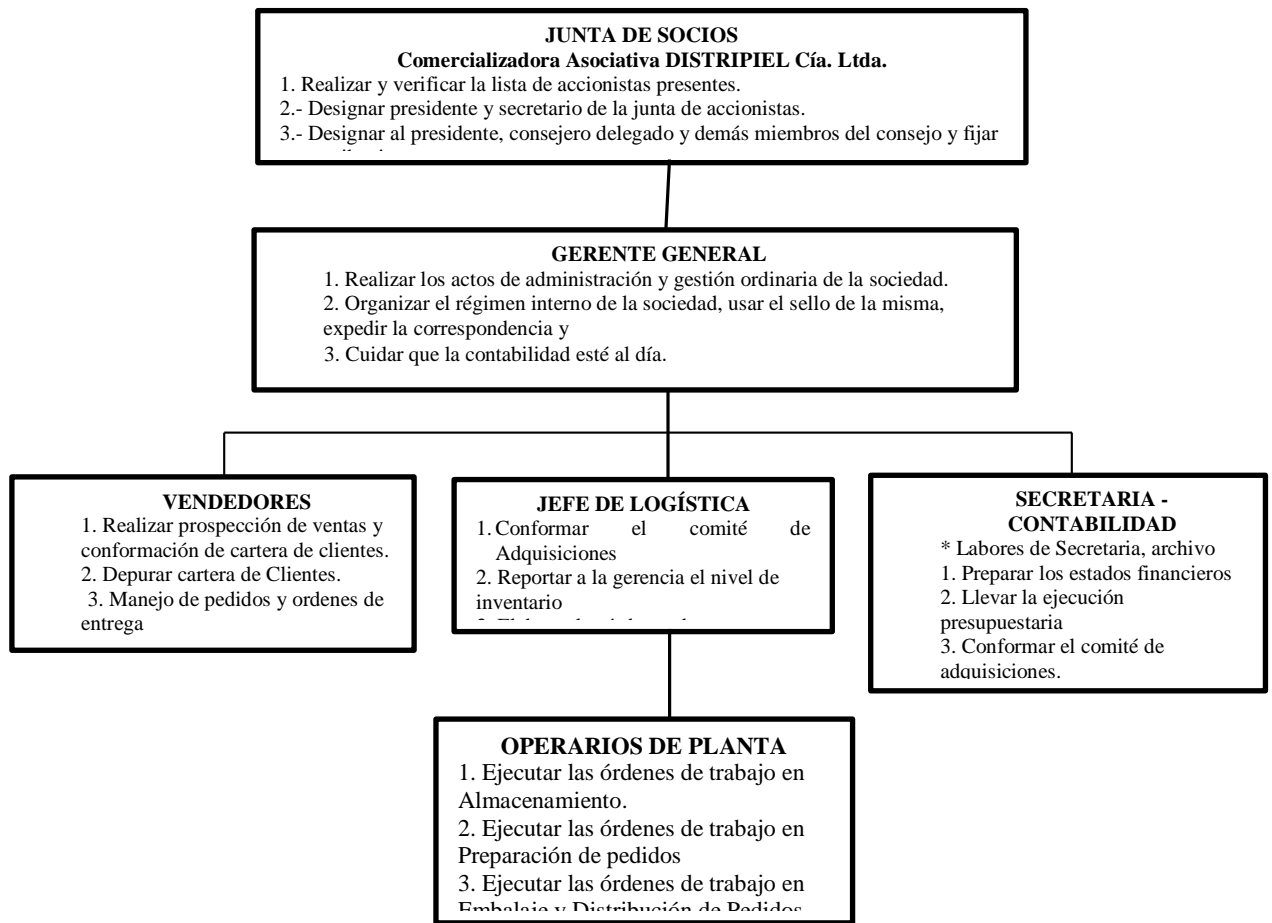 JUNTA DE SOCIOS
Comercializadora Asociativa DISTRIPIEL Cía. Ltda.
1. Realizar y verificar la lista de accionistas presentes.
2.- Designar presidente y secretario de la junta de accionistas.
3.- Designar al presidente, consejero delegado y demás miembros del consejo y fijar
GERENTE GENERAL
1. Realizar los actos de administración y gestión ordinaria de la sociedad.
2. Organizar el régimen interno de la sociedad, usar el sello de la misma,
expedir la correspondencia y
3. Cuidar que la contabilidad esté al día.
VENDEDORES
1. Realizar prospección de ventas y
conformación de cartera de clientes.
2. Depurar cartera de Clientes.
3. Manejo de pedidos y ordenes de
entrega
JEFE DE LOGÍSTICA
1. Conformar el comité de
Adquisiciones
2. Reportar a la gerencia el nivel de
inventario
SECRETARIA -
CONTABILIDAD
* Labores de Secretaria, archivo
1. Preparar los estados financieros
2. Llevar la ejecución
presupuestaria
3. Conformar el comité de
adquisiciones.
OPERARIOS DE PLANTA
1. Ejecutar las órdenes de trabajo en
Almacenamiento.
2. Ejecutar las órdenes de trabajo en
Preparación de pedidos
3. Ejecutar las órdenes de trabajo en
Embalaje y Distribución de Pedidos